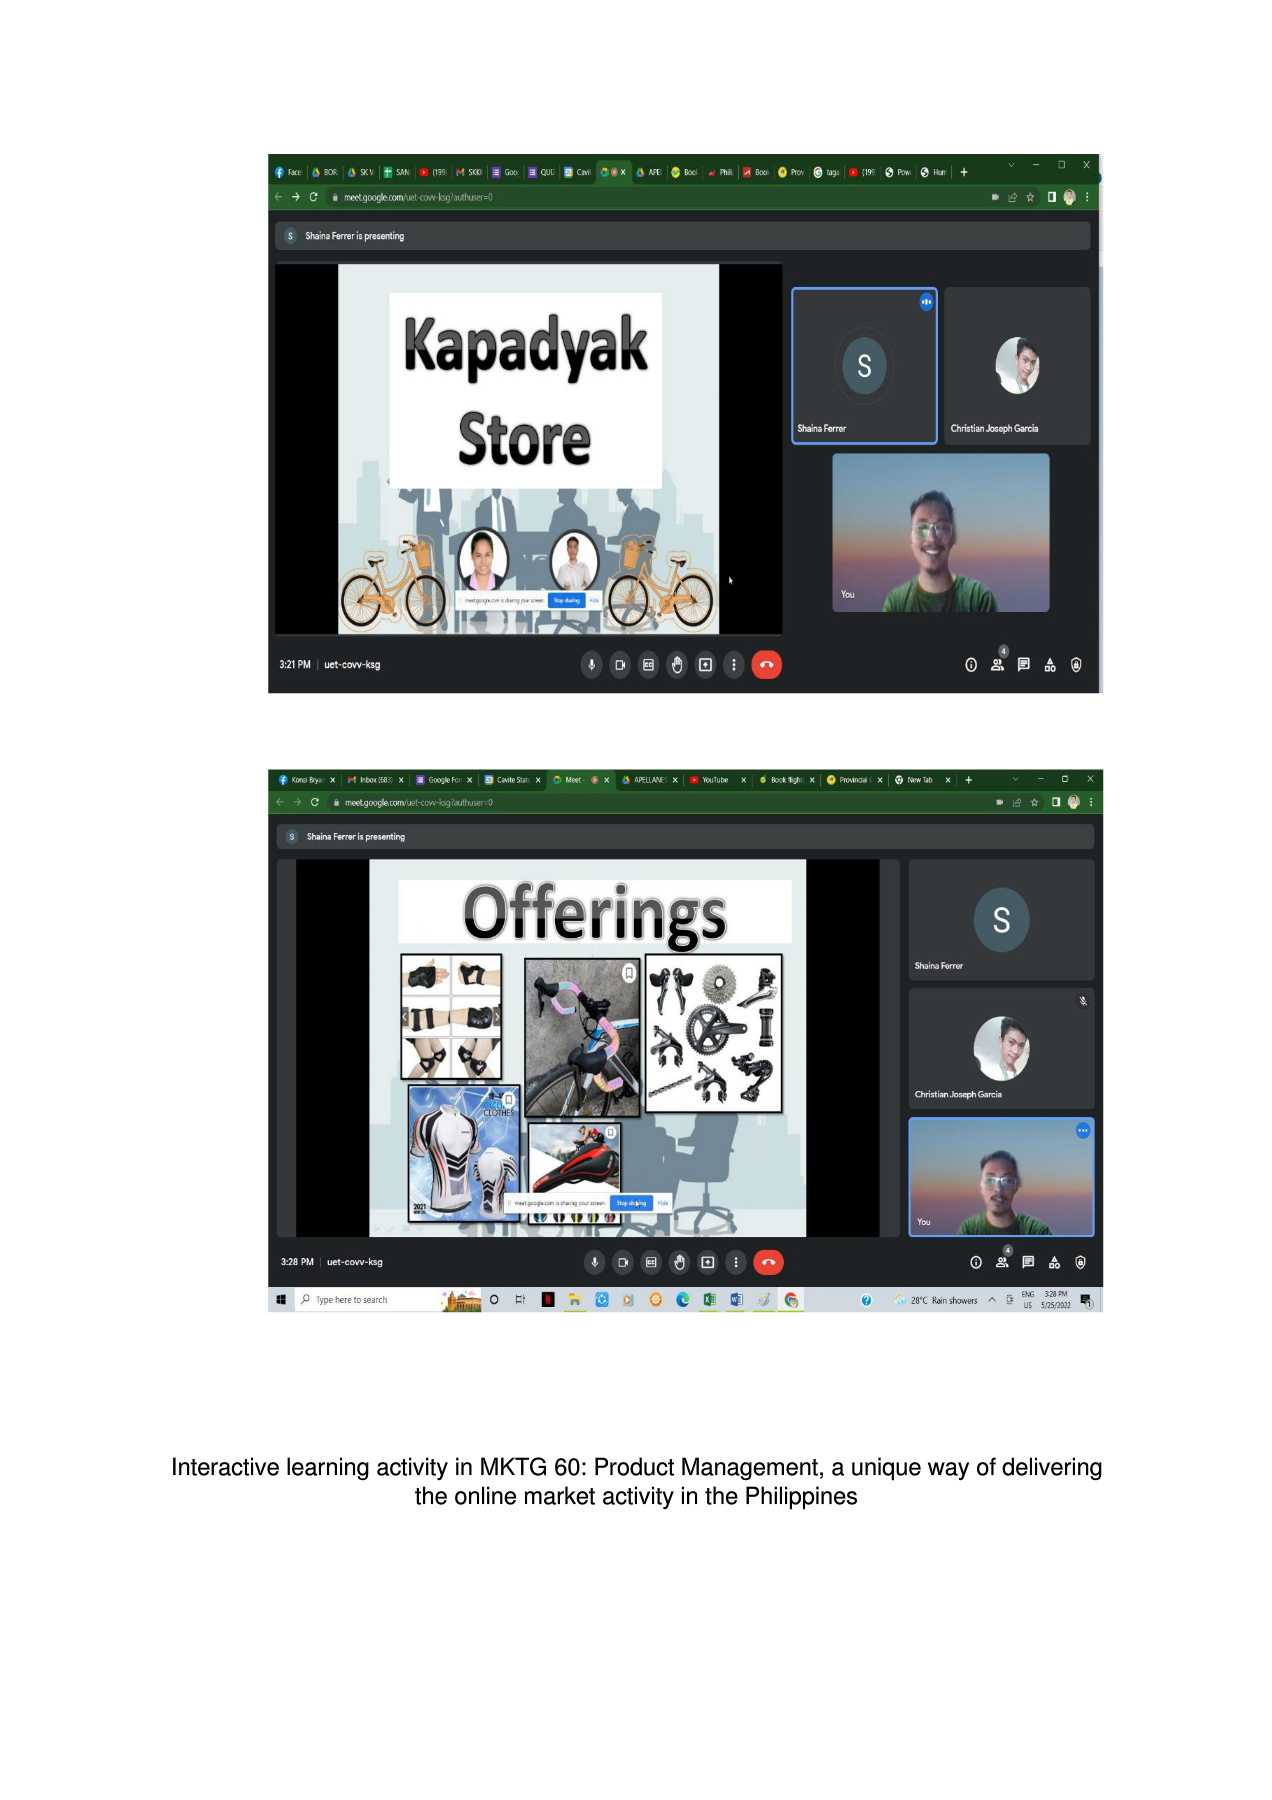 Face
BOR
SK V
SAN
(199
M SKKI
Goo
QUE
Cavi
APE
Book
Phili
Book
Prov
taga
(199
Pow
Hum
meet.google.com/uet-covv-ksg?authuser=0
S Shaina Ferrer is presenting
Kapadyak
Store
S
Shaina Ferrer
Christian Joseph Garcia
You
meet.google.com is sharing your screen. Stop sharing Hide
3:21 PM | uet-covv-ksg
4
Konsi Bryan
Inbox (683)
Google For
Cavite Stat
Meet -
APELLANE
YouTube
Book flight
Provincial
New Tab
meet.google.com/uet-covv-ksg?authuser=0
S Shaina Ferrer is presenting
Offerings
S
Shaina Ferrer
Christian Joseph Garcia
CLOTHES
2021
meet.google.com is sharing your screen. Stop sharing Hide
You
3:28 PM | uet-covv-ksg
4
Type here to search
28°C Rain showers
ENG
US
3:28 PM
5/25/2022
Interactive learning activity in MKTG 60: Product Management, a unique way of delivering
the online market activity in the Philippines